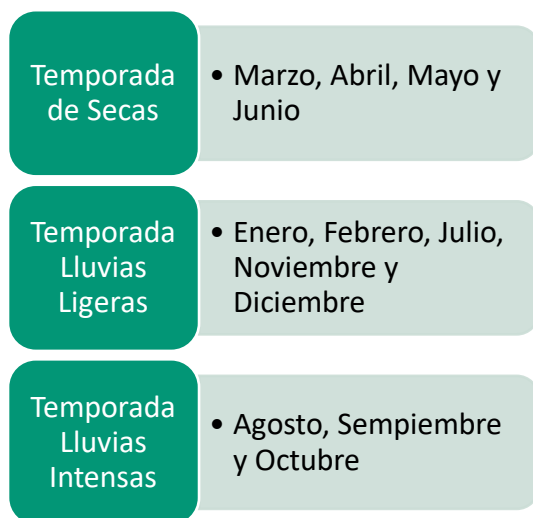 Temporada
de Secas
• Marzo, Abril, Mayo y
Junio
Temporada
Lluvias
Ligeras
• Enero, Febrero, Julio,
Noviembre y
Diciembre
Temporada
Lluvias
Intensas
• Agosto, Sempiembre
y Octubre